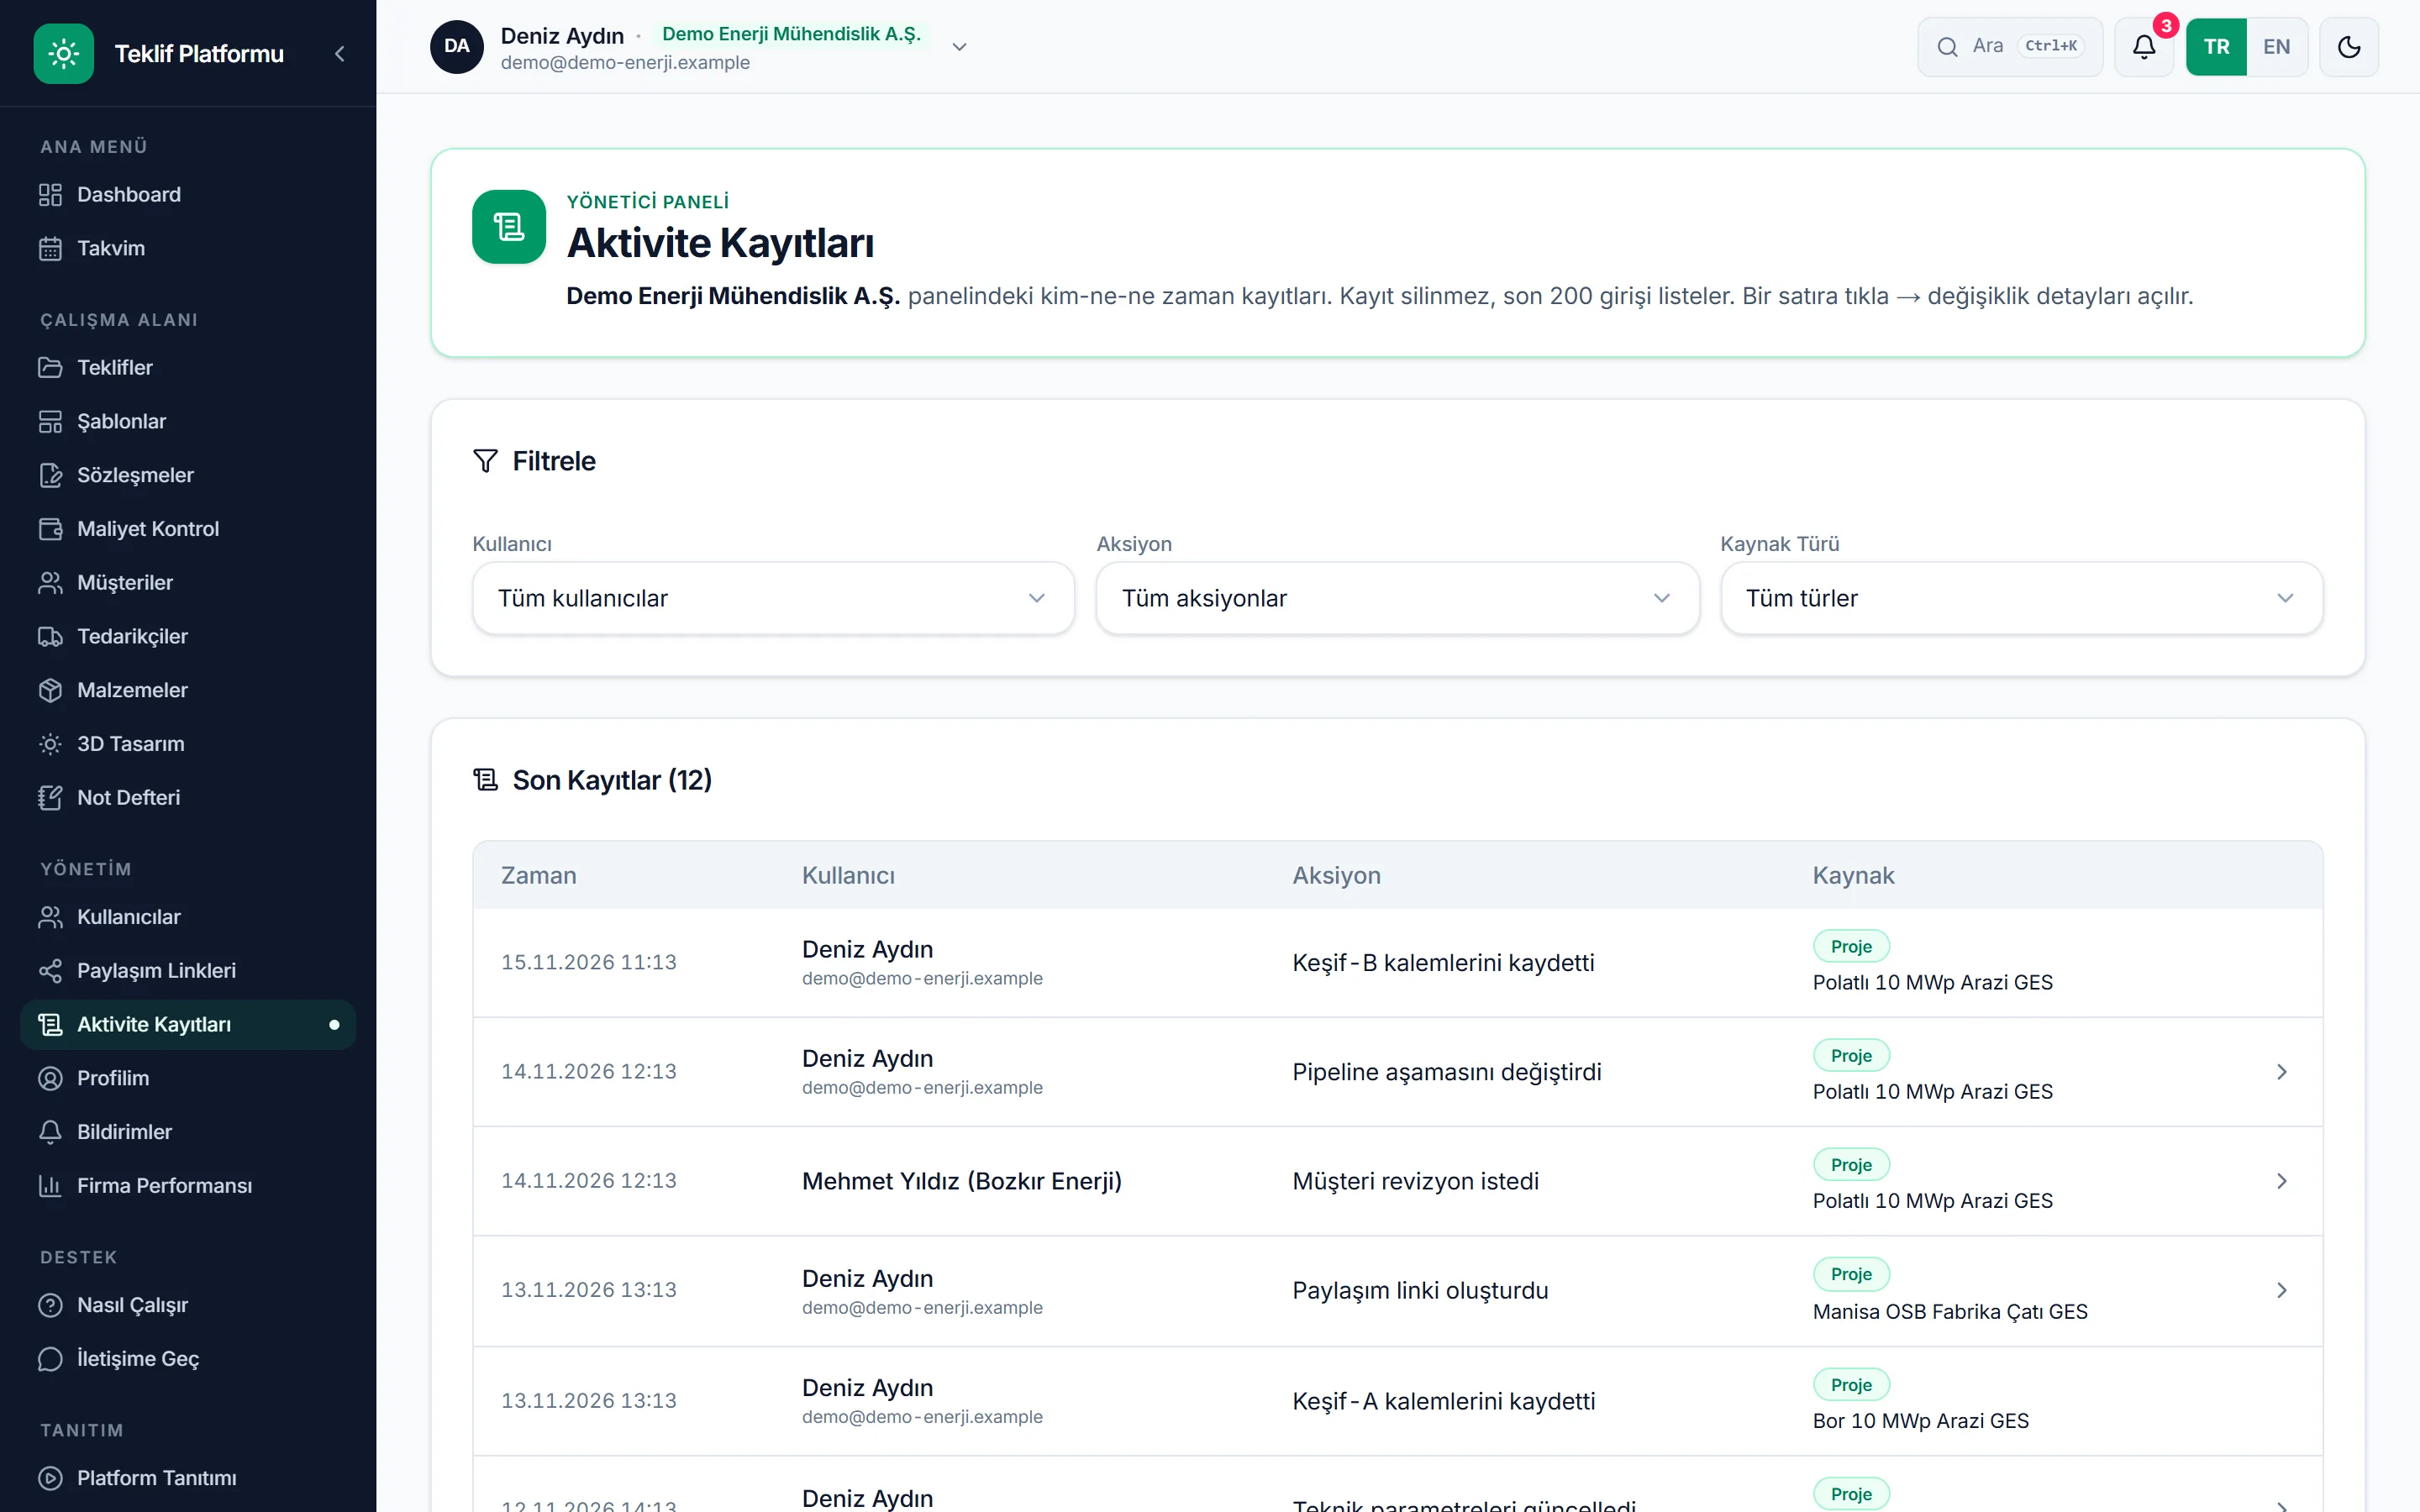 Teklif Platformu
ANA MENÜ
Dashboard
Takvim
ÇALIŞMA ALANI
Teklifler
Şablonlar
Sözleşmeler
Maliyet Kontrol
Müşteriler
Tedarikçiler
Malzemeler
3D Tasarım
Not Defteri
YÖNETİM
Kullanıcılar
Paylaşım Linkleri
Aktivite Kayıtları
Profilim
Bildirimler
Firma Performansı
DESTEK
Nasıl Çalışır
İletişime Geç
TANITIM
Platform Tanıtımı
DA
Deniz Aydın · Demo Enerji Mühendislik A.Ş.
demo@demo-enerji.example
Ara Ctrl+K
3
TR EN
YÖNETİCİ PANELİ
Aktivite Kayıtları
Demo Enerji Mühendislik A.Ş. panelindeki kim-ne-ne zaman kayıtları. Kayıt silinmez, son 200 girişi listeler. Bir satıra tıkla → değişiklik detayları açılır.
Filtrele
Kullanıcı Aksiyon Kaynak Türü
Tüm kullanıcılar Tüm aksiyonlar Tüm türler
Son Kayıtlar (12)
Zaman Kullanıcı Aksiyon Kaynak
15.11.2026 11:13 Deniz Aydın Keşif-B kalemlerini kaydetti Proje
demo@demo-enerji.example Polatlı 10 MWp Arazi GES
14.11.2026 12:13 Deniz Aydın Pipeline aşamasını değiştirdi Proje
demo@demo-enerji.example Polatlı 10 MWp Arazi GES
14.11.2026 12:13 Mehmet Yıldız (Bozkır Enerji) Müşteri revizyon istedi Proje
Polatlı 10 MWp Arazi GES
13.11.2026 13:13 Deniz Aydın Paylaşım linki oluşturdu Proje
demo@demo-enerji.example Manisa OSB Fabrika Çatı GES
13.11.2026 13:13 Deniz Aydın Keşif-A kalemlerini kaydetti Proje
demo@demo-enerji.example Bor 10 MWp Arazi GES
12.11.2026 14:13 Deniz Aydın Teknik parametreleri güncelledi Proje